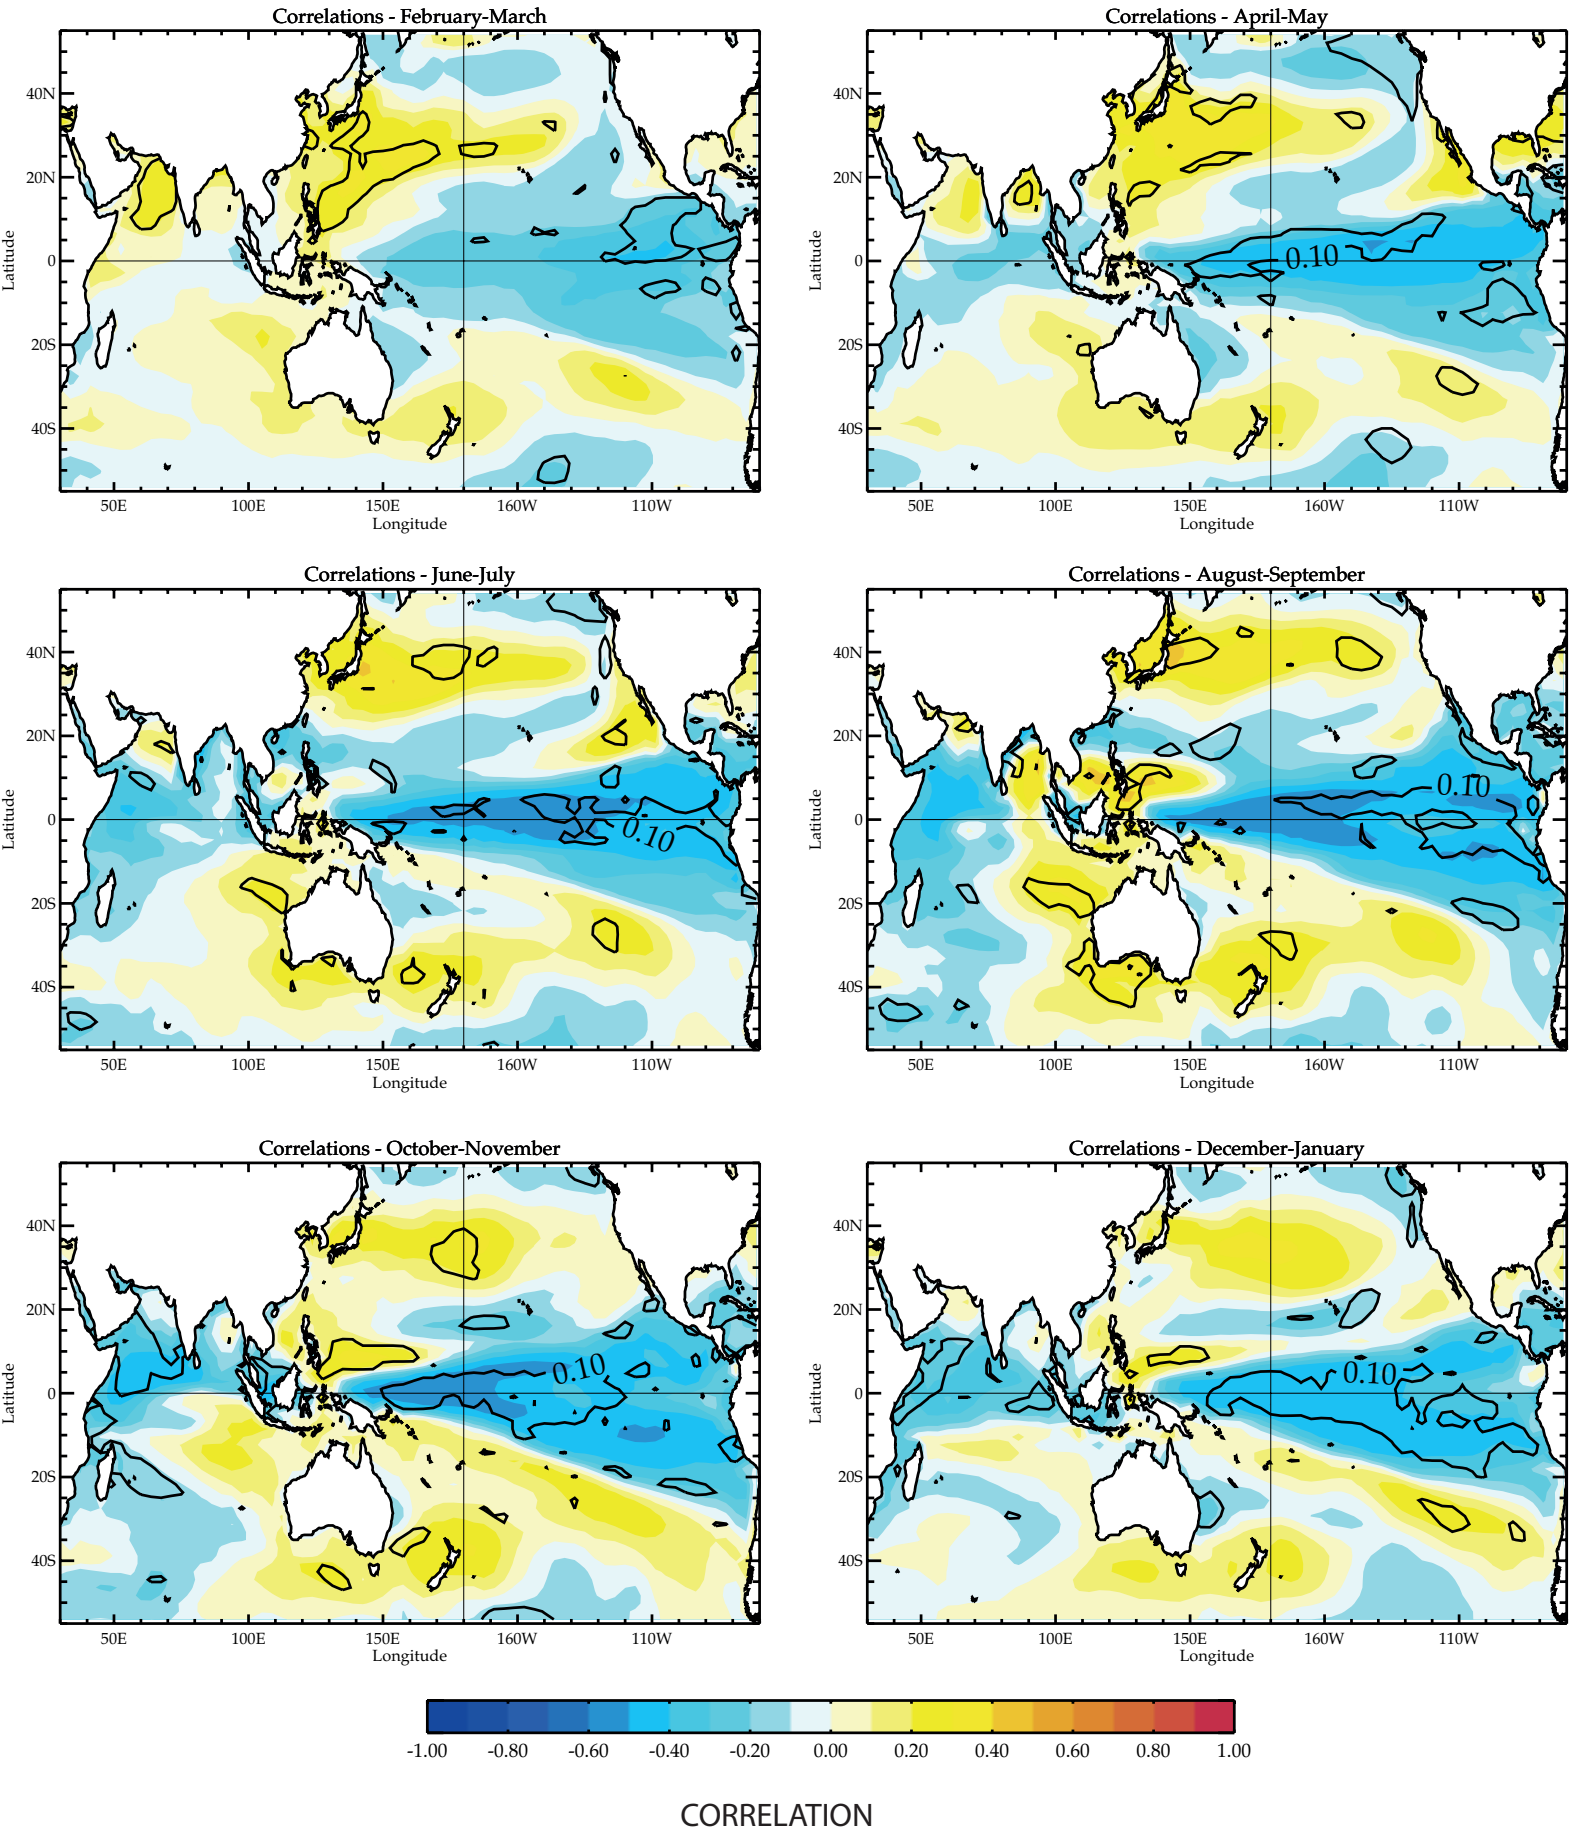 Correlations - February-March
Correlations - April-May
Latitude
40N
20N
0
20S
40S
50E 100E 150E 160W 110W
Longitude
Latitude
40N
20N
0
20S
40S
0.10
50E 100E 150E 160W 110W
Longitude
Correlations - June-July
Correlations - August-September
Latitude
40N
20N
0
20S
40S
0.10
50E 100E 150E 160W 110W
Longitude
Latitude
40N
20N
0
20S
40S
0.10
50E 100E 150E 160W 110W
Longitude
Correlations - October-November
Correlations - December-January
Latitude
40N
20N
0
20S
40S
0.10
50E 100E 150E 160W 110W
Longitude
Latitude
40N
20N
0
20S
40S
0.10
50E 100E 150E 160W 110W
Longitude
-1.00 -0.80 -0.60 -0.40 -0.20 0.00 0.20 0.40 0.60 0.80 1.00
CORRELATION